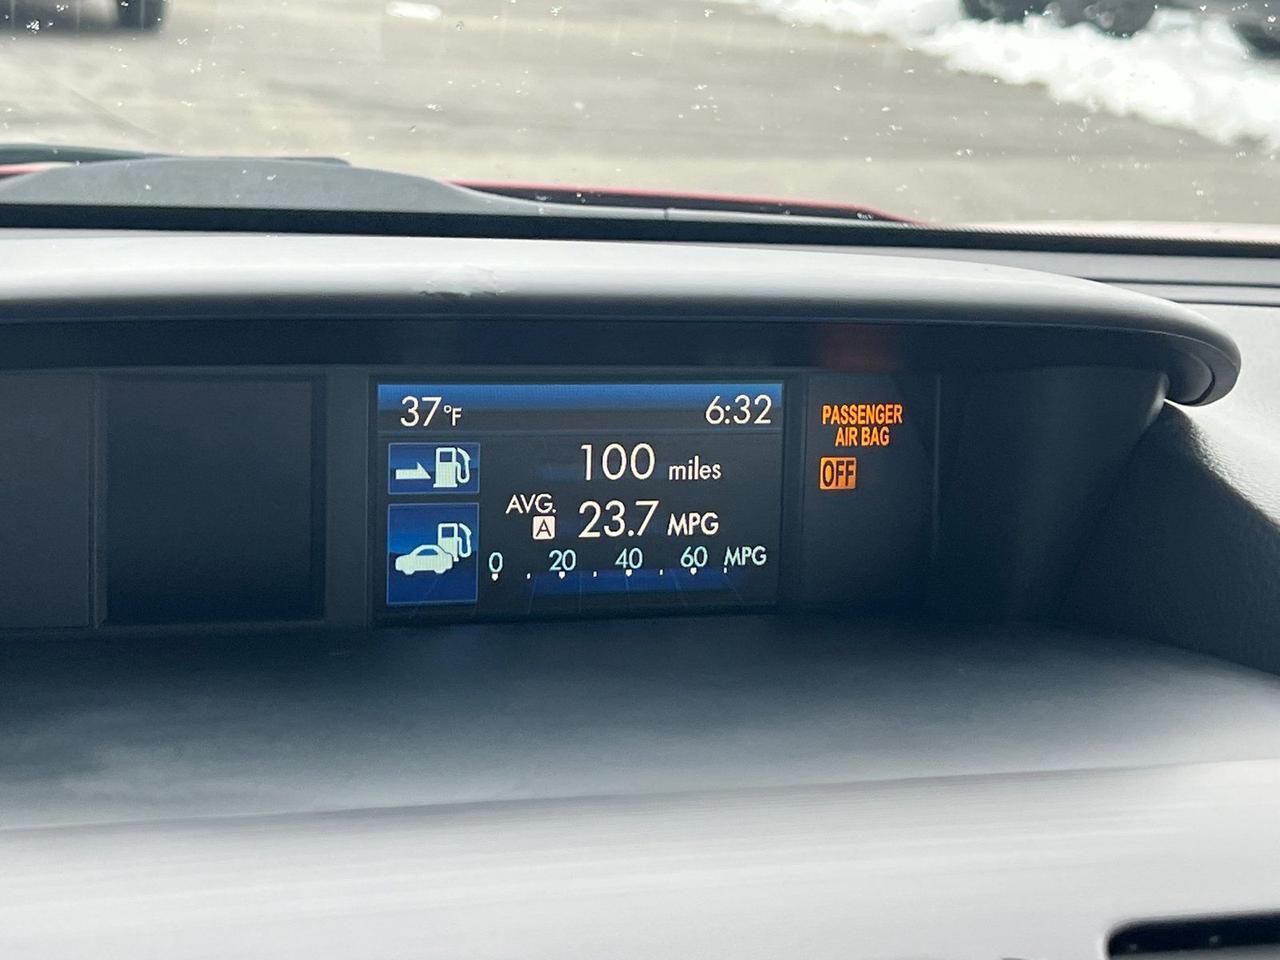 37°F 6:32
100 miles
AVG. A 23.7 MPG
0 20 40 60 MPG
PASSENGER
AIR BAG
OFF